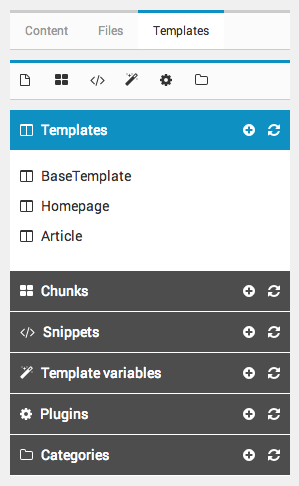 Content Files Templates
Templates
BaseTemplate
Homepage
Article
Chunks
Snippets
Template variables
Plugins
Categories